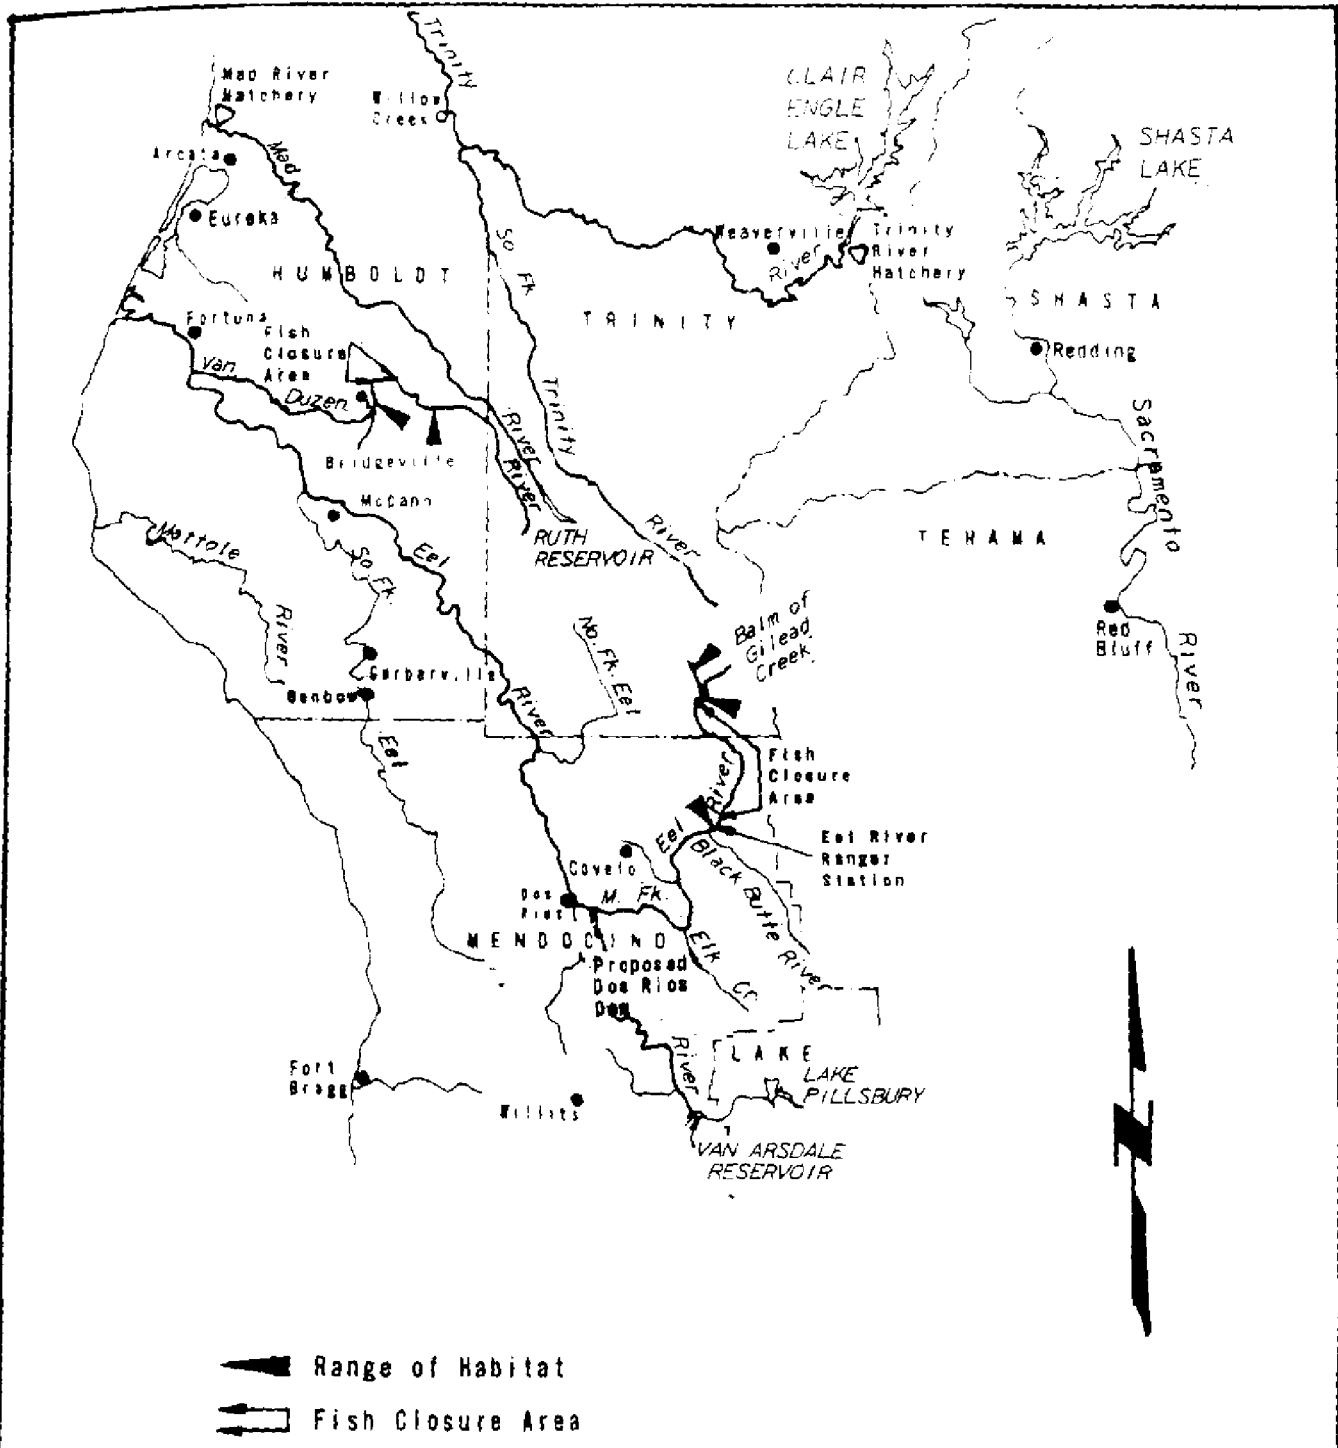 Trinity
Mad River
Hatchery
Willow
Creek
CLAIR
ENGLE
LAKE
SHASTA
LAKE
Arcata
Mad
Eureka
So Fk
Weaverville
River
Trinity
River
Hatchery
HUMBOLDT
TRINITY
SHASTA
Fortuna
Fish
Closure
Area
Redding
Van
Duzen
Trinity
River
River
Bridgeville
Sacramento
McCann
RUTH
RESERVOIR
River
TEHAMA
Mattole
River
So Fk.
Eel
Balm of
Gilead
Creek
Red
Bluff
River
Garberville
Benbow
No. Fk. Eel
River
Eel
River
Fish
Closure
Area
Eel River
Ranger
Station
Eel
Black Butte River
Covelo
Dos
Rios
M. Fk.
MENDOCINO
Elk
Cr.
Proposed
Dos Rios
Dam
Fort
Bragg
River
LAKE
LAKE
PILLSBURY
Willits
VAN ARSDALE
RESERVOIR
Range of Habitat
Fish Closure Area